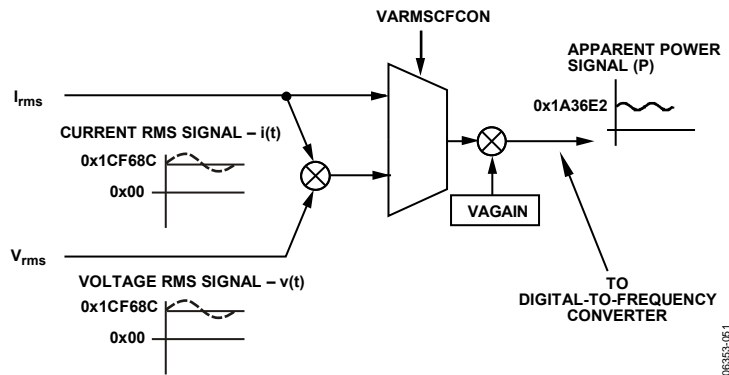 VARMSCFCON
APPARENT POWER
SIGNAL (P)
0x1A36E2
Irms
CURRENT RMS SIGNAL – i(t)
0x1CF68C
0x00
VAGAIN
Vrms
VOLTAGE RMS SIGNAL – v(t)
0x1CF68C
0x00
TO
DIGITAL-TO-FREQUENCY
CONVERTER
06353-051